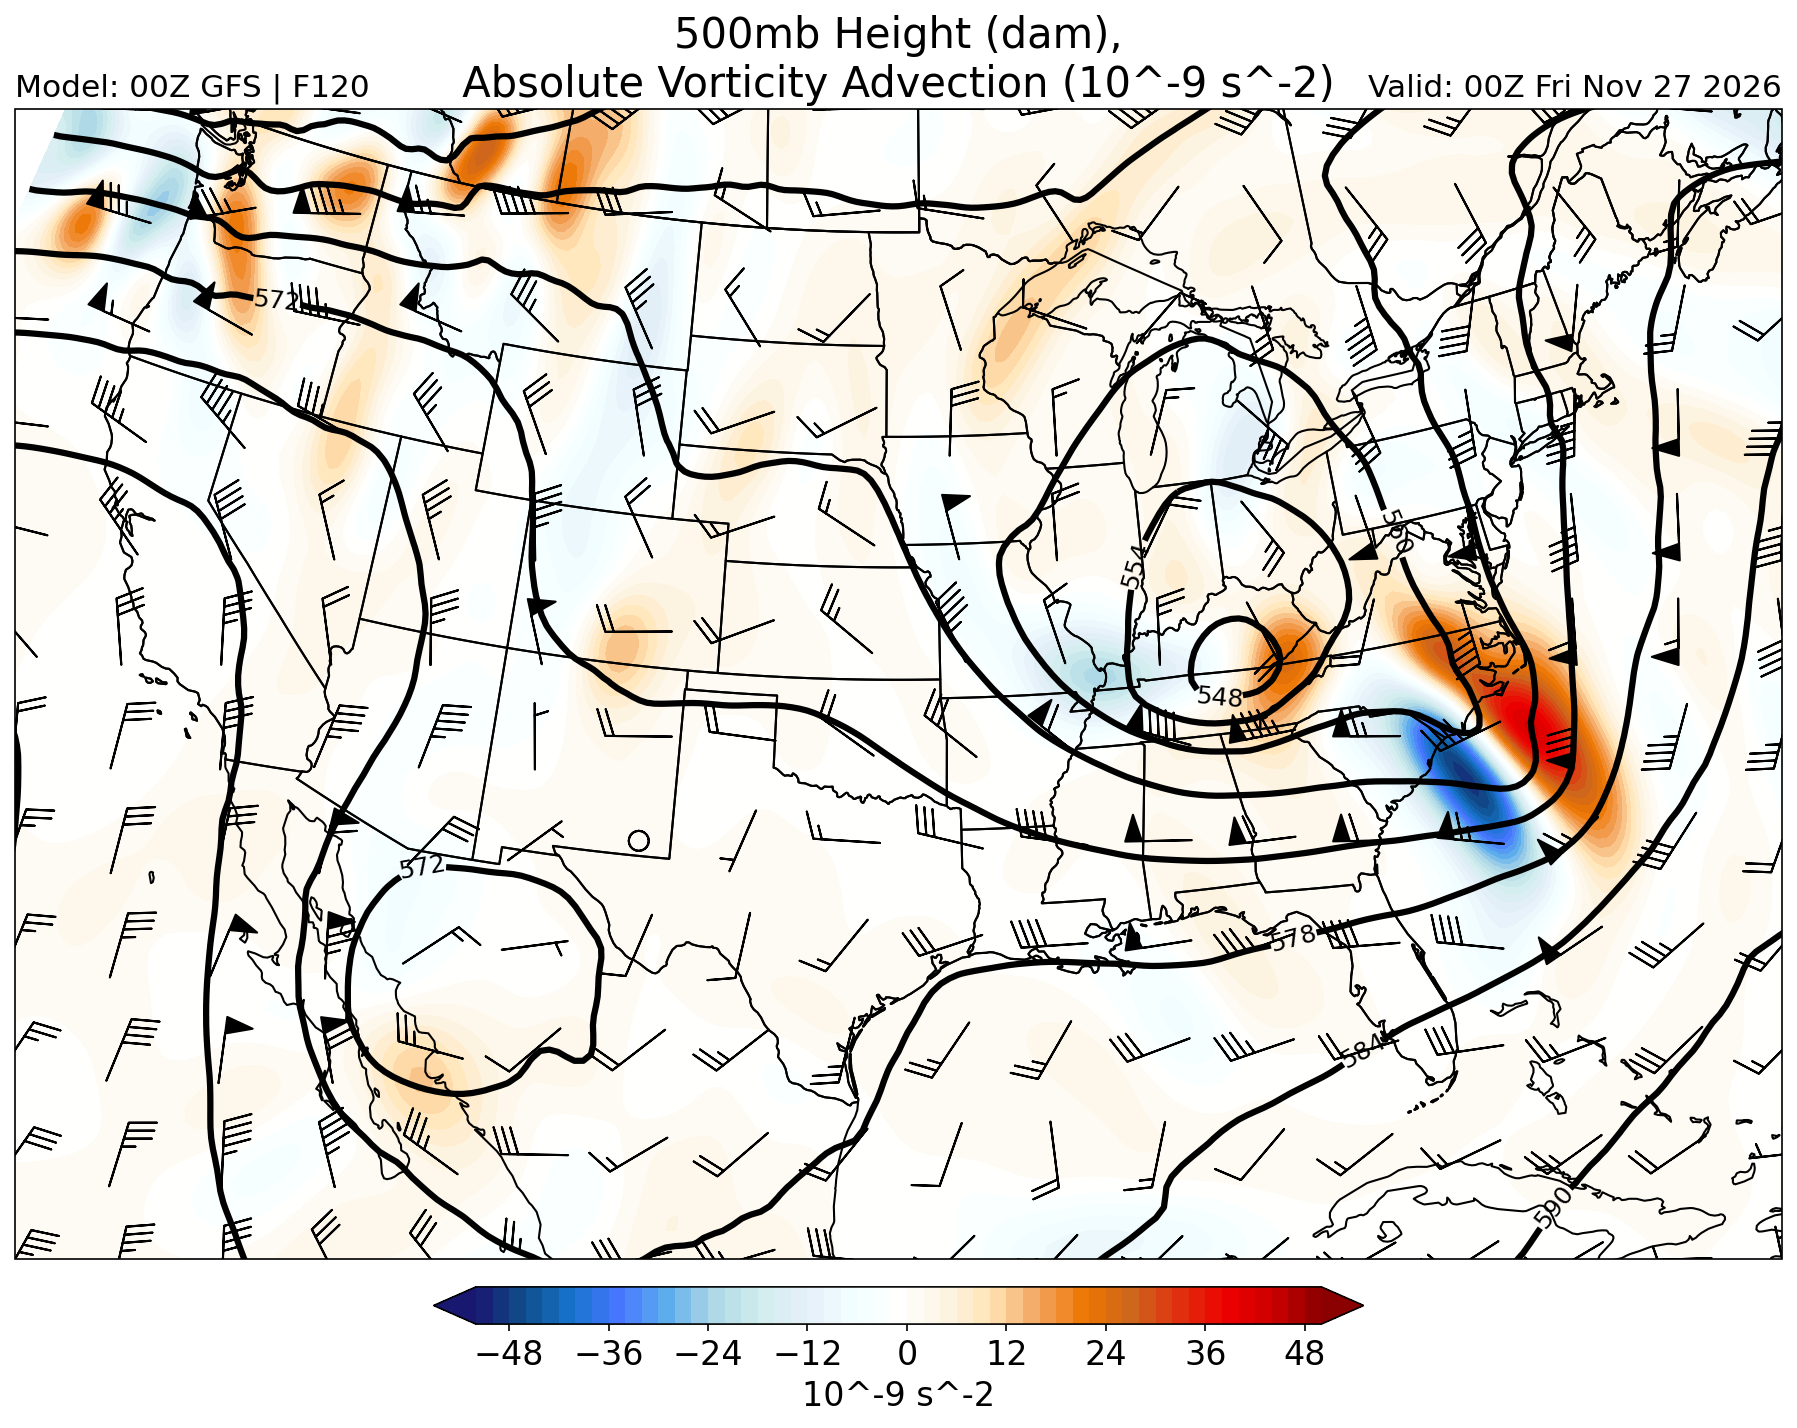 500mb Height (dam),
Model: 00Z GFS | F120
Absolute Vorticity Advection (10^-9 s^-2)
Valid: 00Z Fri Nov 27 2026
572
554
560
548
572
578
584
590
−48 −36 −24 −12 0 12 24 36 48
10^-9 s^-2